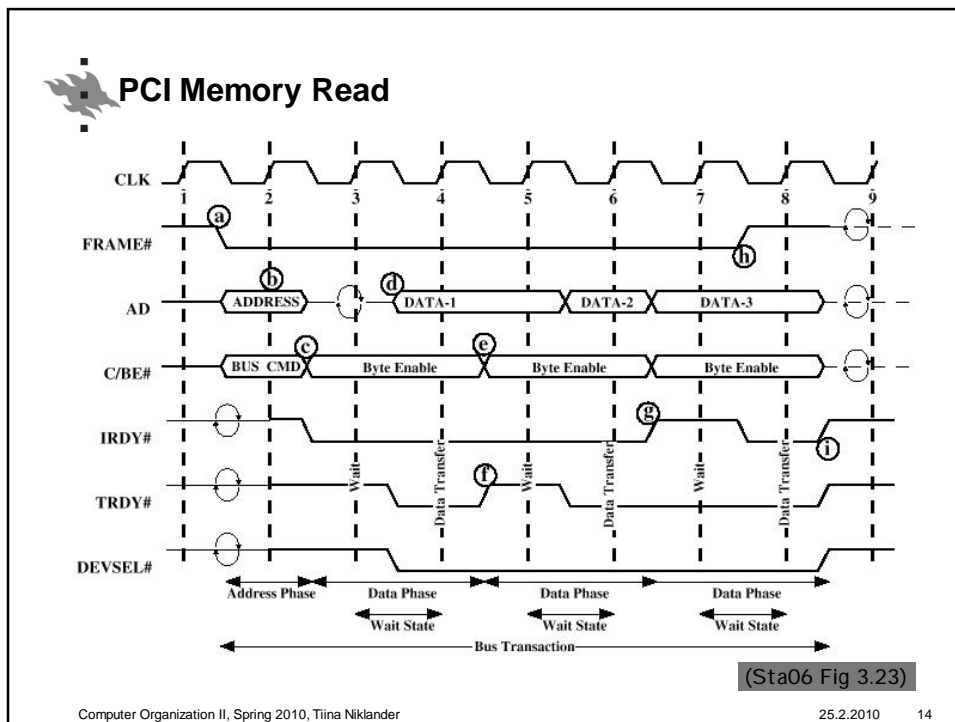 PCI Memory Read
CLK
1 2 3 4 5 6 7 8 9
a
FRAME#
h
b d
AD ADDRESS DATA-1 DATA-2 DATA-3
c e
C/BE# BUS CMD Byte Enable Byte Enable Byte Enable
g
IRDY#
i
Wait Data Transfer Wait Data Transfer Wait Data Transfer
f
TRDY#
DEVSEL#
Address Phase Data Phase Data Phase Data Phase
Wait State Wait State Wait State
Bus Transaction
(Sta06 Fig 3.23)
Computer Organization II, Spring 2010, Tiina Niklander 25.2.2010 14